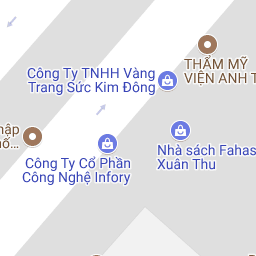 THẨM MỸ
VIỆN ANH T
Công Ty TNHH Vàng
Trang Sức Kim Đông
Nhà sách Fahas
Xuân Thu
Công Ty Cổ Phần
Công Nghệ Infory